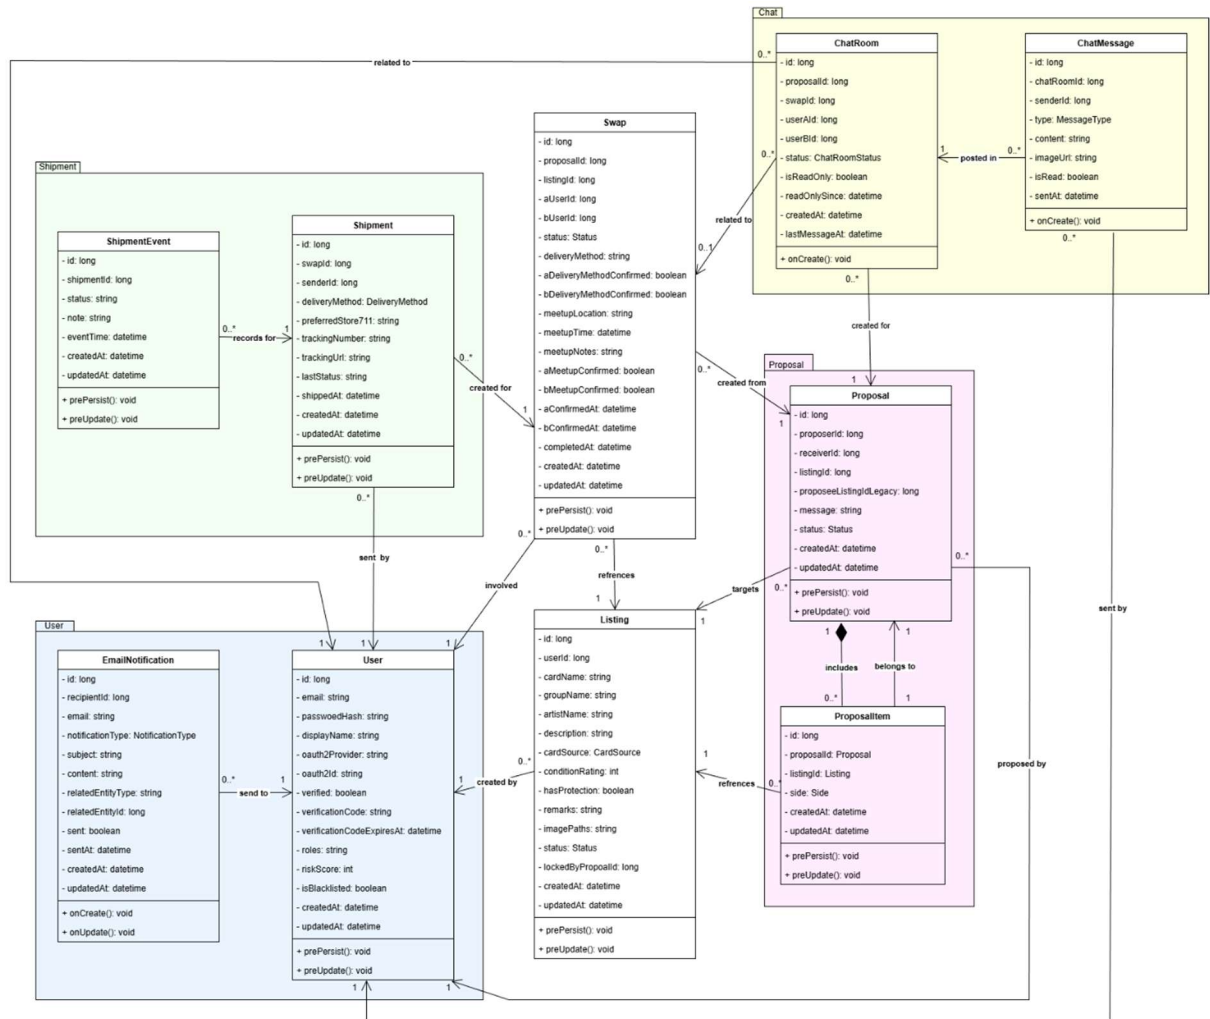 Chat
ChatRoom
- id: long
- proposalId: long
- swapId: long
- userAId: long
- userBId: long
- status: ChatRoomStatus
- isReadOnly: boolean
- readOnlySince: datetime
- createdAt: datetime
- lastMessageAt: datetime
+ onCreate(): void
ChatMessage
- id: long
- chatRoomId: long
- senderId: long
- type: MessageType
- content: string
- imageUrl: string
- isRead: boolean
- sentAt: datetime
+ onCreate(): void
0..*
related to
0..*
related to
0..1
1
posted in
0..*
0..*
created for
1
0..*
sent by
1
Swap
- id: long
- proposalId: long
- listingId: long
- aUserId: long
- bUserId: long
- status: Status
- deliveryMethod: string
- aDeliveryMethodConfirmed: boolean
- bDeliveryMethodConfirmed: boolean
- meetupLocation: string
- meetupTime: datetime
- meetupNotes: string
- aMeetupConfirmed: boolean
- bMeetupConfirmed: boolean
- aConfirmedAt: datetime
- bConfirmedAt: datetime
- completedAt: datetime
- createdAt: datetime
- updatedAt: datetime
+ prePersist(): void
+ preUpdate(): void
0..*
created from
1
0..*
involved
1
0..*
refrences
1
Shipment
ShipmentEvent
- id: long
- shipmentId: long
- status: string
- note: string
- eventTime: datetime
- createdAt: datetime
- updatedAt: datetime
+ prePersist(): void
+ preUpdate(): void
0..*
records for
1
Shipment
- id: long
- swapId: long
- senderId: long
- deliveryMethod: DeliveryMethod
- preferredStore711: string
- trackingNumber: string
- trackingUrl: string
- lastStatus: string
- shippedAt: datetime
- createdAt: datetime
- updatedAt: datetime
+ prePersist(): void
+ preUpdate(): void
0..*
created for
1
0..*
sent by
1
1
Proposal
Proposal
- id: long
- proposerId: long
- receiverId: long
- listingId: long
- proposeeListingIdLegacy: long
- message: string
- status: Status
- createdAt: datetime
- updatedAt: datetime
+ prePersist(): void
+ preUpdate(): void
0..*
targets
1
0..*
proposed by
1
1
includes
0..*
1
belongs to
1
ProposalItem
- id: long
- proposalId: Proposal
- listingId: Listing
- side: Side
- createdAt: datetime
- updatedAt: datetime
+ prePersist(): void
+ preUpdate(): void
0..*
refrences
1
User
EmailNotification
- id: long
- recipientId: long
- email: string
- notificationType: NotificationType
- subject: string
- content: string
- relatedEntityType: string
- relatedEntityId: long
- sent: boolean
- sentAt: datetime
- createdAt: datetime
- updatedAt: datetime
+ onCreate(): void
+ onUpdate(): void
0..*
send to
1
User
- id: long
- email: string
- passwoedHash: string
- displayName: string
- oauth2Provider: string
- oauth2Id: string
- verified: boolean
- verificationCode: string
- verificationCodeExpiresAt: datetime
- roles: string
- riskScore: int
- isBlacklisted: boolean
- createdAt: datetime
- updatedAt: datetime
+ prePersist(): void
+ preUpdate(): void
1
created by
0..*
Listing
- id: long
- userId: long
- cardName: string
- groupName: string
- artistName: string
- description: string
- cardSource: CardSource
- conditionRating: int
- hasProtection: boolean
- remarks: string
- imagePaths: string
- status: Status
- lockedByPropoalId: long
- createdAt: datetime
- updatedAt: datetime
+ prePersist(): void
+ preUpdate(): void